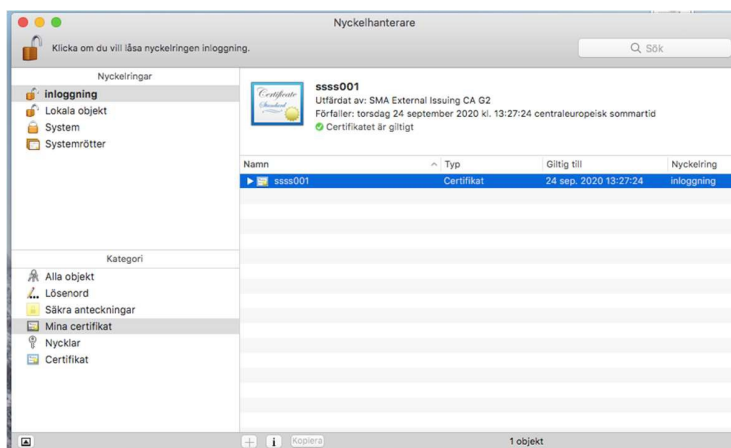 Nyckelhanterare
Klicka om du vill låsa nyckelringen inloggning.
Sök
Nyckelringar
inloggning
Lokala objekt
System
Systemrötter
Kategori
Alla objekt
Lösenord
Säkra anteckningar
Mina certifikat
Nycklar
Certifikat
Certificate
Standard
ssss001
Utfärdat av: SMA External Issuing CA G2
Förfaller: torsdag 24 september 2020 kl. 13:27:24 centraleuropeisk sommartid
Certifikatet är giltigt
Namn Typ Giltig till Nyckelring
ssss001 Certifikat 24 sep. 2020 13:27:24 inloggning
Kopiera
1 objekt